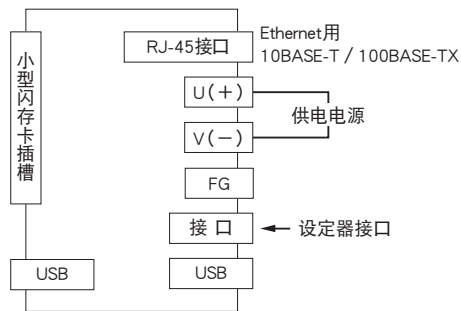 小型闪存卡插槽
RJ-45接口
Ethernet用
10BASE-T / 100BASE-TX
U(+)
供电电源
V(-)
FG
接 口
设定器接口
USB
USB